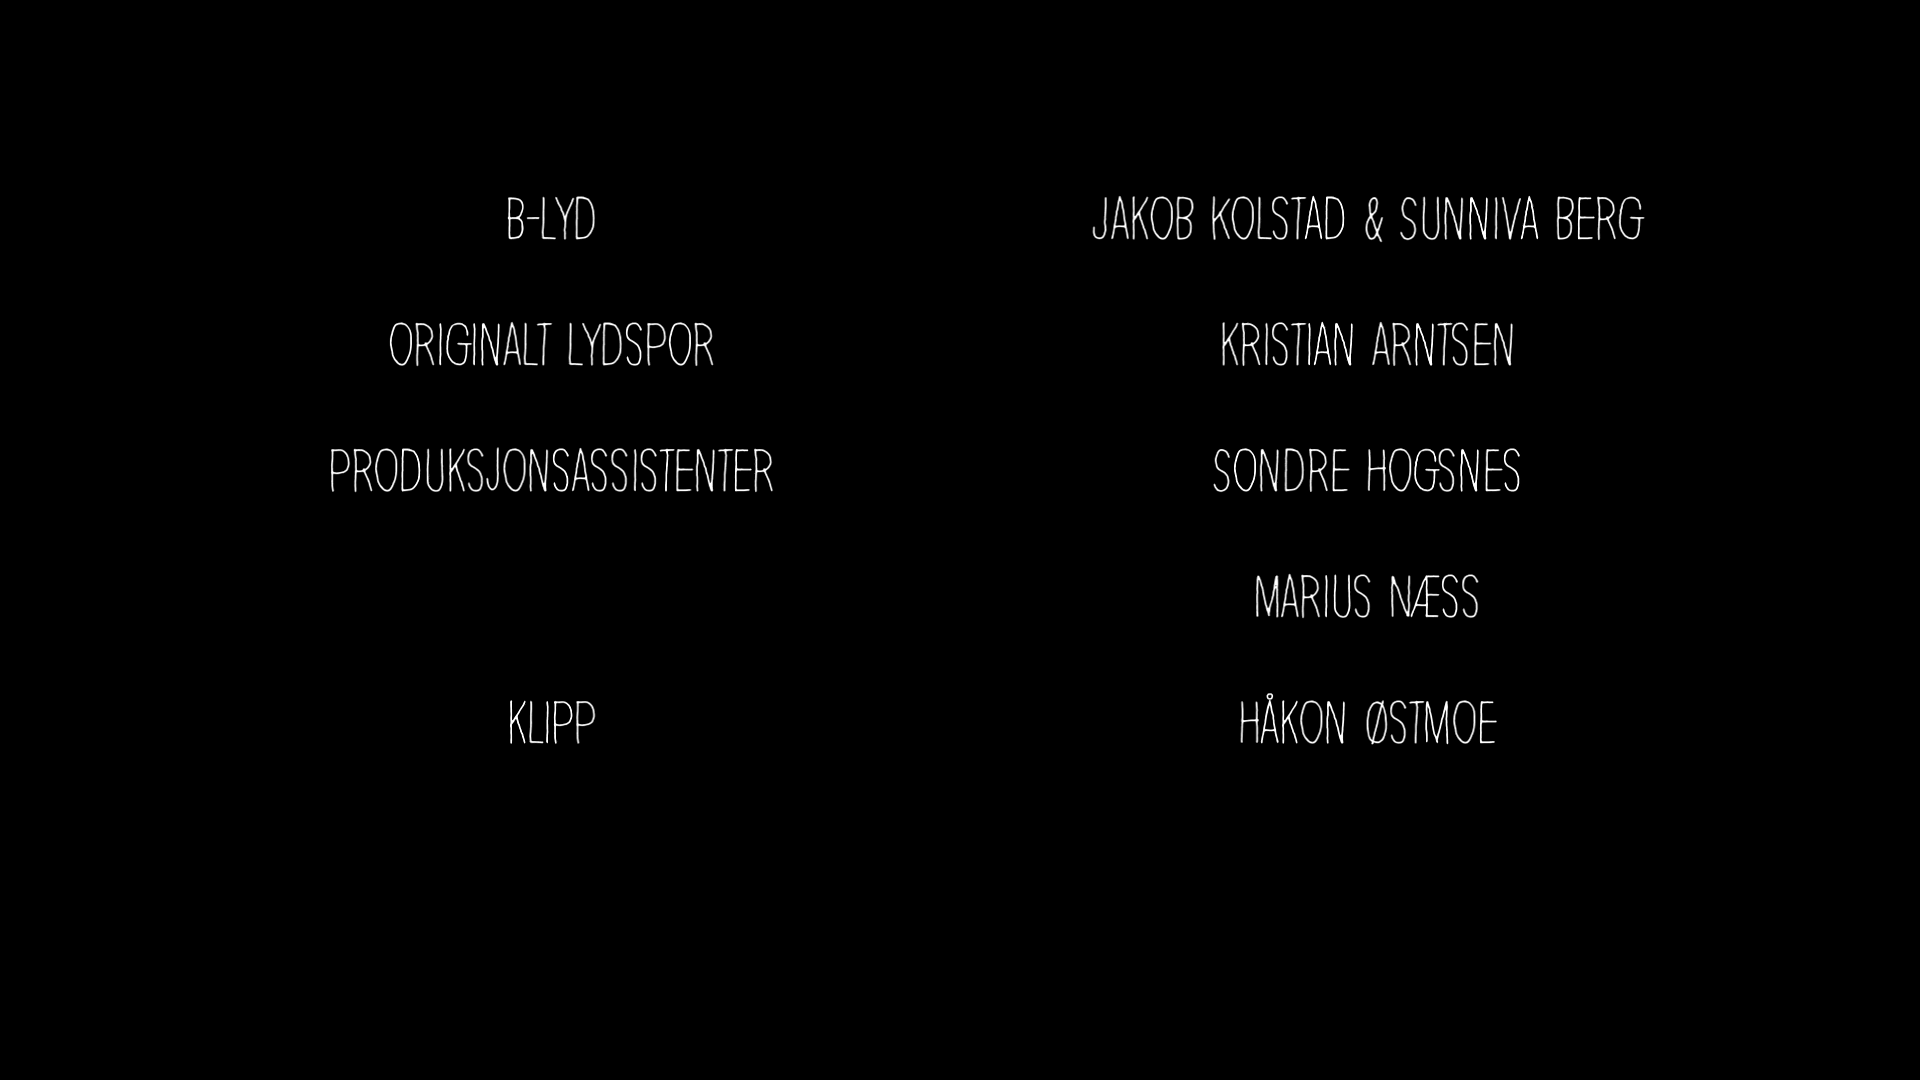 B-LYD JAKOB KOLSTAD & SUNNIVA BERG
ORIGINALT LYDSPOR KRISTIAN ARNTSEN
PRODUKSJONSASSISTENTER SONDRE HOGSNES
MARIUS NÆSS
KLIPP HÅKON ØSTMOE